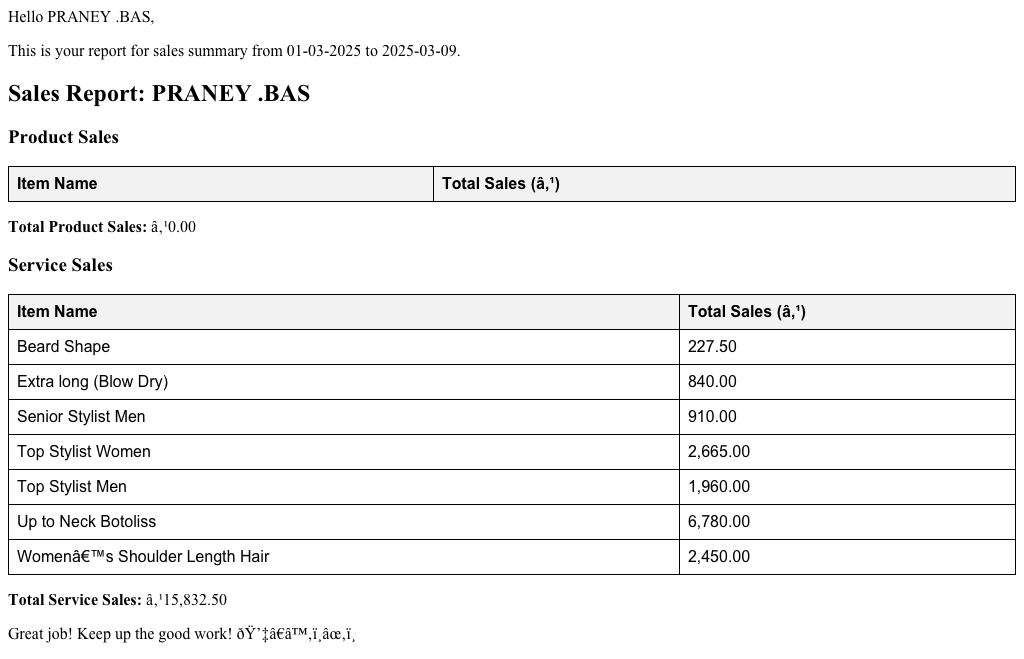 Hello PRANEY .BAS,
This is your report for sales summary from 01-03-2025 to 2025-03-09.
Sales Report: PRANEY .BAS
Product Sales
Item Name Total Sales (â‚¹)
Total Product Sales: â‚¹0.00
Service Sales
Item Name Total Sales (â‚¹)
Beard Shape 227.50
Extra long (Blow Dry) 840.00
Senior Stylist Men 910.00
Top Stylist Women 2,665.00
Top Stylist Men 1,960.00
Up to Neck Botoliss 6,780.00
Womenâ€™s Shoulder Length Hair 2,450.00
Total Service Sales: â‚¹15,832.50
Great job! Keep up the good work! ðŸ’‡â€â™‚ï¸âœ‚ï¸